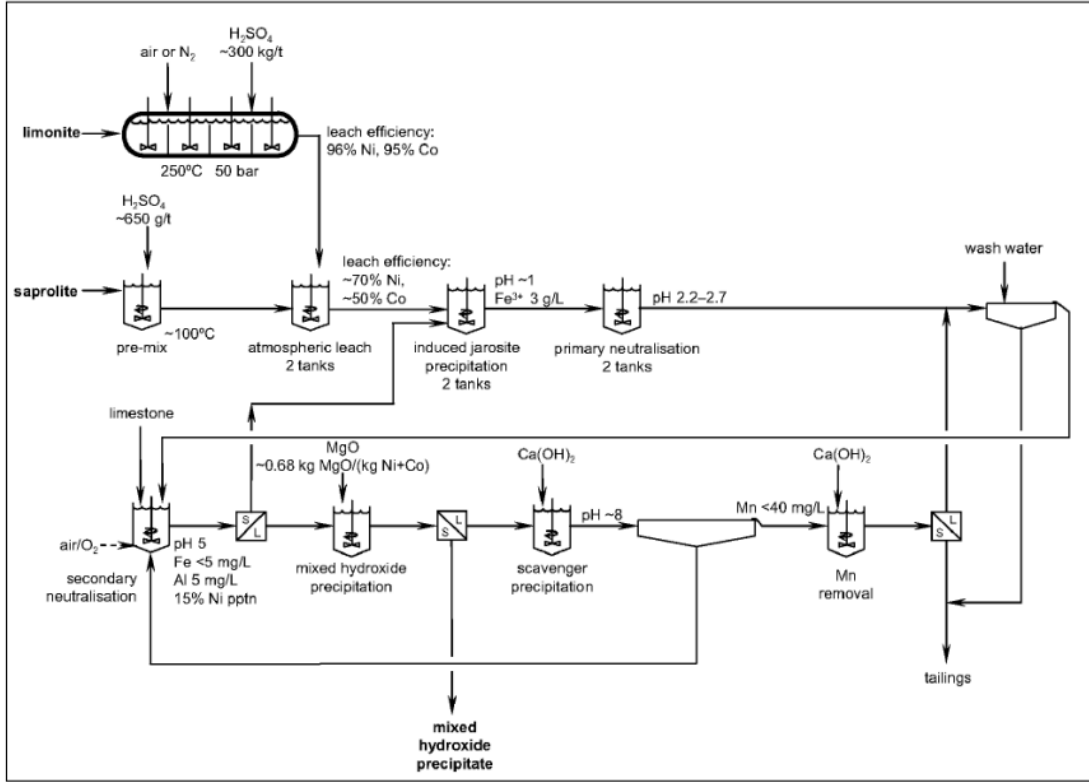 air or N₂
H₂SO₄
~300 kg/t
limonite
leach efficiency:
96% Ni, 95% Co
250ºC 50 bar
H₂SO₄
~650 g/t
wash water
saprolite
leach efficiency:
~70% Ni,
~50% Co
pH ~1
Fe³⁺ 3 g/L
pH 2.2–2.7
~100ºC
pre-mix
atmospheric leach
2 tanks
induced jarosite
precipitation
2 tanks
primary neutralisation
2 tanks
limestone
MgO
~0.68 kg MgO/(kg Ni+Co)
Ca(OH)₂
Ca(OH)₂
S
L
S
L
pH ~8
Mn <40 mg/L
S
L
air/O₂
pH 5
Fe <5 mg/L
Al 5 mg/L
15% Ni pptn
secondary
neutralisation
mixed hydroxide
precipitation
scavenger
precipitation
Mn
removal
tailings
mixed
hydroxide
precipitate